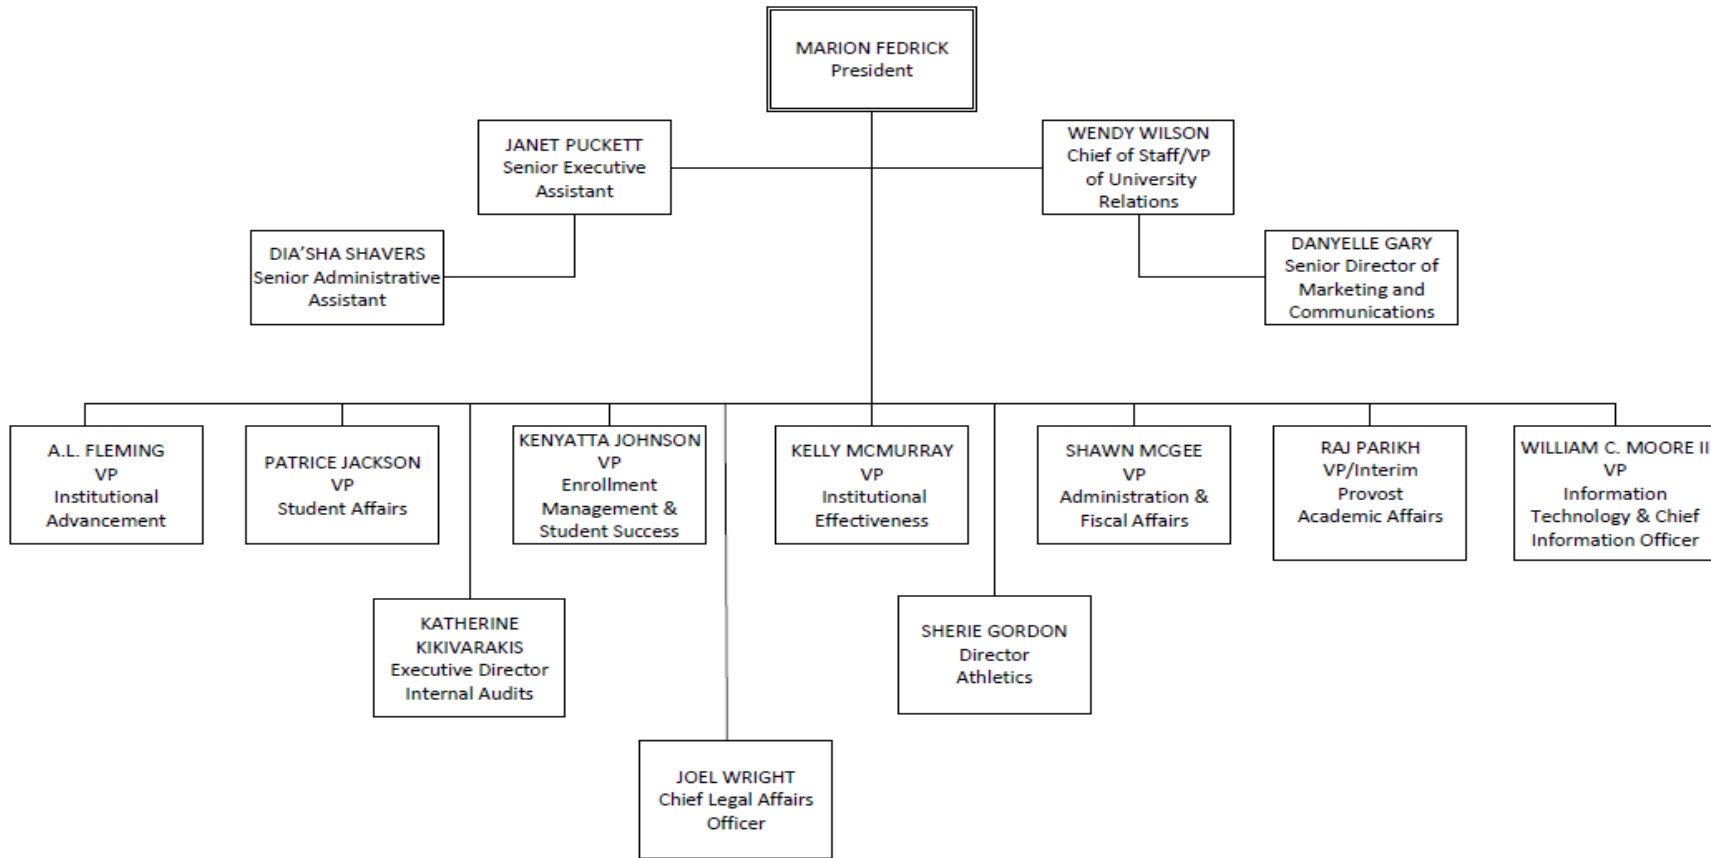 MARION FEDRICK
President
JANET PUCKETT
Senior Executive
Assistant
WENDY WILSON
Chief of Staff/VP
of University
Relations
DIA’SHA SHAVERS
Senior Administrative
Assistant
DANYELLE GARY
Senior Director of
Marketing and
Communications
A.L. FLEMING
VP
Institutional
Advancement
PATRICE JACKSON
VP
Student Affairs
KENYATTA JOHNSON
VP
Enrollment
Management &
Student Success
KELLY MCMURRAY
VP
Institutional
Effectiveness
SHAWN MCGEE
VP
Administration &
Fiscal Affairs
RAJ PARIKH
VP/Interim
Provost
Academic Affairs
WILLIAM C. MOORE II
VP
Information
Technology & Chief
Information Officer
KATHERINE
KIKIVARAKIS
Executive Director
Internal Audits
SHERIE GORDON
Director
Athletics
JOEL WRIGHT
Chief Legal Affairs
Officer